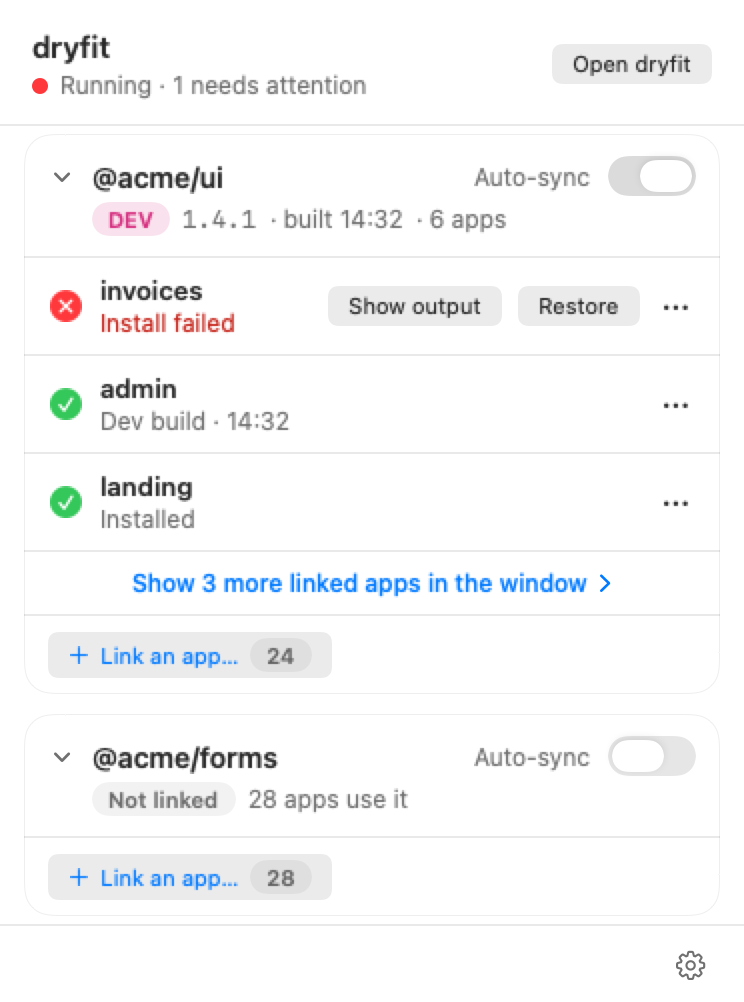 dryfit
Running · 1 needs attention
Open dryfit
@acme/ui
Auto-sync
DEV 1.4.1 · built 14:32 · 6 apps
invoices
Install failed
Show output
Restore
admin
Dev build · 14:32
landing
Installed
Show 3 more linked apps in the window
+ Link an app... 24
@acme/forms
Auto-sync
Not linked 28 apps use it
+ Link an app... 28